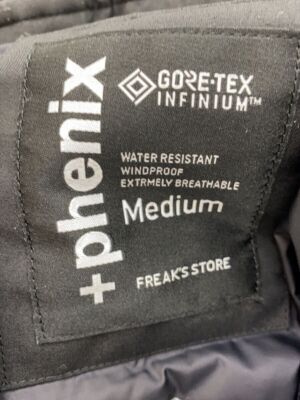 +phenix
GORE-TEX
INFINIUM™
WATER RESISTANT
WINDPROOF
EXTRMELY BREATHABLE
Medium
FREAK'S STORE